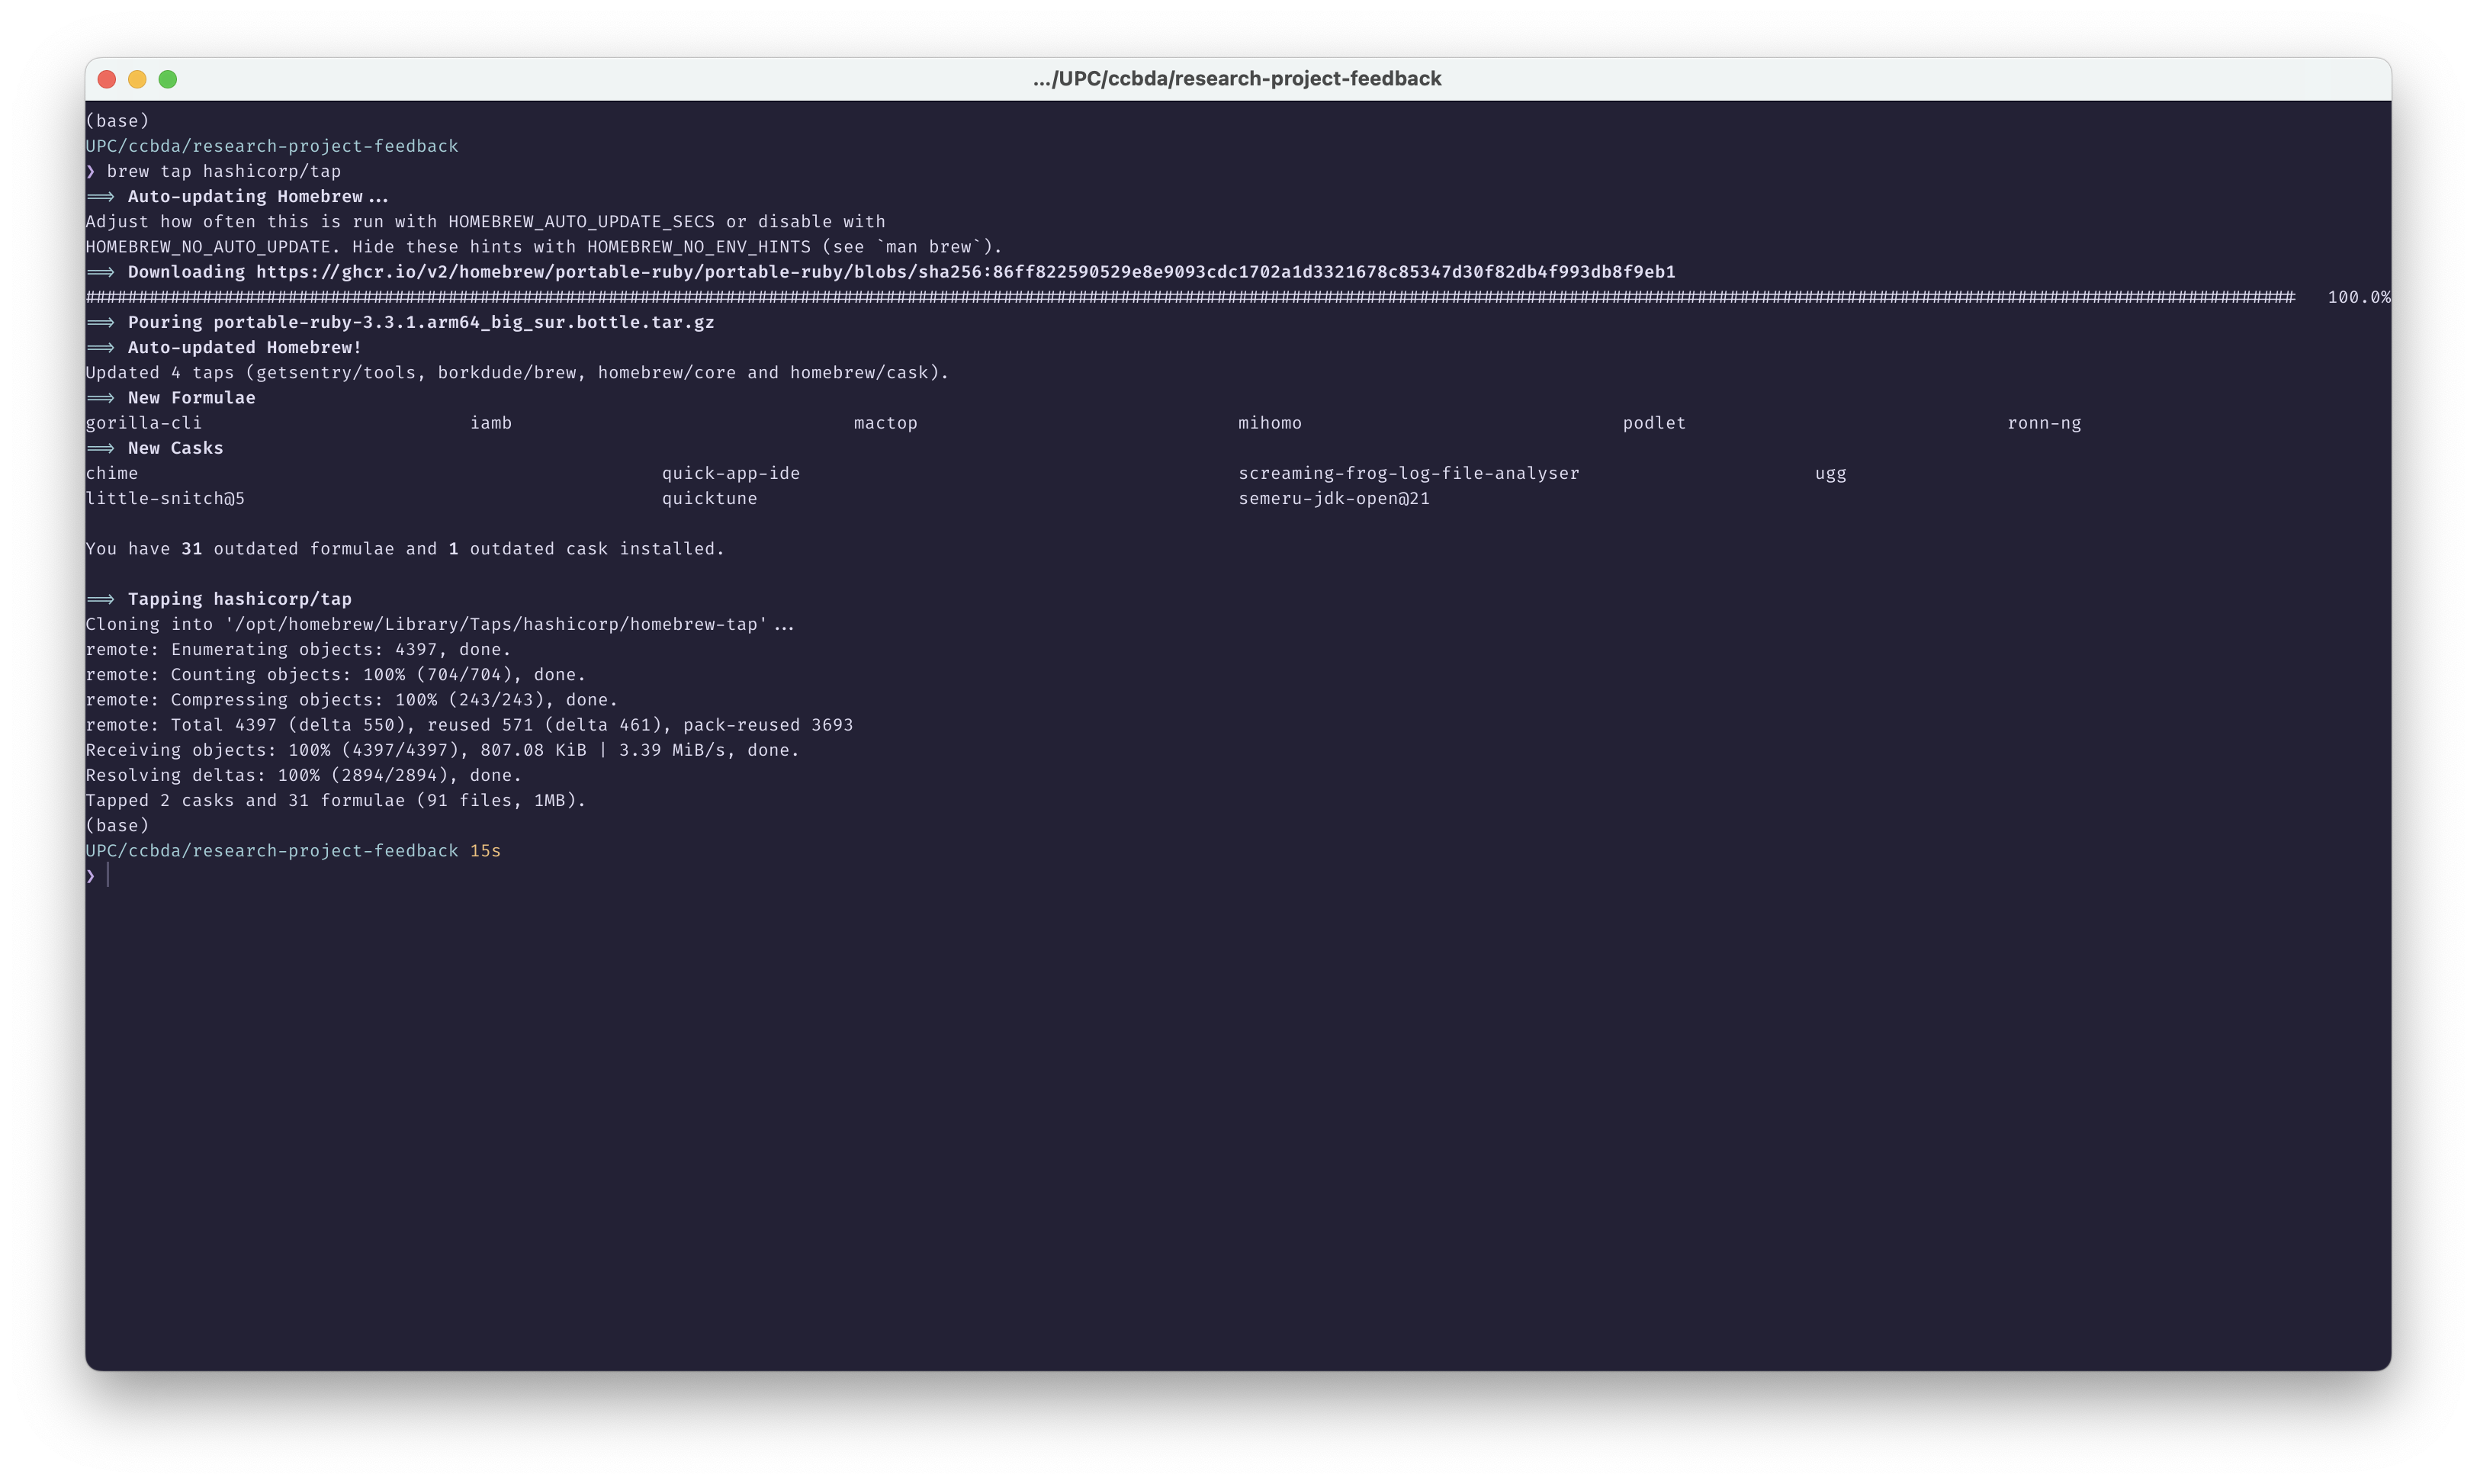 .../UPC/ccbda/research-project-feedback
(base)
UPC/ccbda/research-project-feedback
❯ brew tap hashicorp/tap
==> Auto-updating Homebrew...
Adjust how often this is run with HOMEBREW_AUTO_UPDATE_SECS or disable with
HOMEBREW_NO_AUTO_UPDATE. Hide these hints with HOMEBREW_NO_ENV_HINTS (see `man brew`).
==> Downloading https://ghcr.io/v2/homebrew/portable-ruby/portable-ruby/blobs/sha256:86ff822590529e8e9093cdc1702a1d3321678c85347d30f82db4f993db8f9eb1
############################################################################################################################################################################################################### 100.0%
==> Pouring portable-ruby-3.3.1.arm64_big_sur.bottle.tar.gz
==> Auto-updated Homebrew!
Updated 4 taps (getsentry/tools, borkdude/brew, homebrew/core and homebrew/cask).
==> New Formulae
gorilla-cli iamb mactop mihomo podlet ronn-ng
==> New Casks
chime quick-app-ide screaming-frog-log-file-analyser ugg
little-snitch@5 quicktune semeru-jdk-open@21
You have 31 outdated formulae and 1 outdated cask installed.
==> Tapping hashicorp/tap
Cloning into '/opt/homebrew/Library/Taps/hashicorp/homebrew-tap'...
remote: Enumerating objects: 4397, done.
remote: Counting objects: 100% (704/704), done.
remote: Compressing objects: 100% (243/243), done.
remote: Total 4397 (delta 550), reused 571 (delta 461), pack-reused 3693
Receiving objects: 100% (4397/4397), 807.08 KiB | 3.39 MiB/s, done.
Resolving deltas: 100% (2894/2894), done.
Tapped 2 casks and 31 formulae (91 files, 1MB).
(base)
UPC/ccbda/research-project-feedback 15s
❯